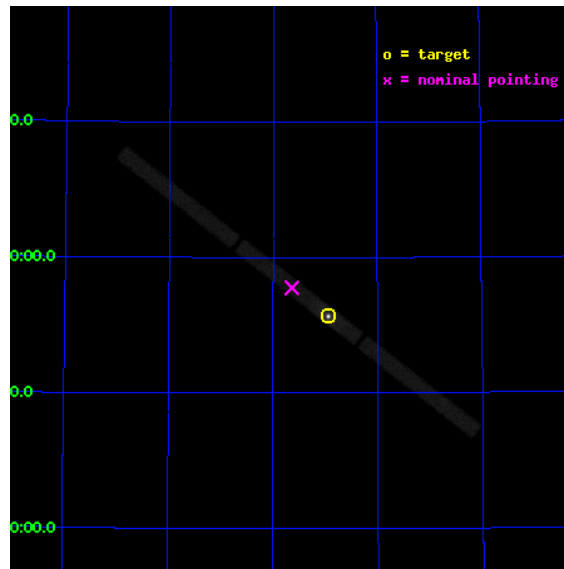 o = target
x = nominal pointing
0.0
0:00.0
0.0
0:00.0